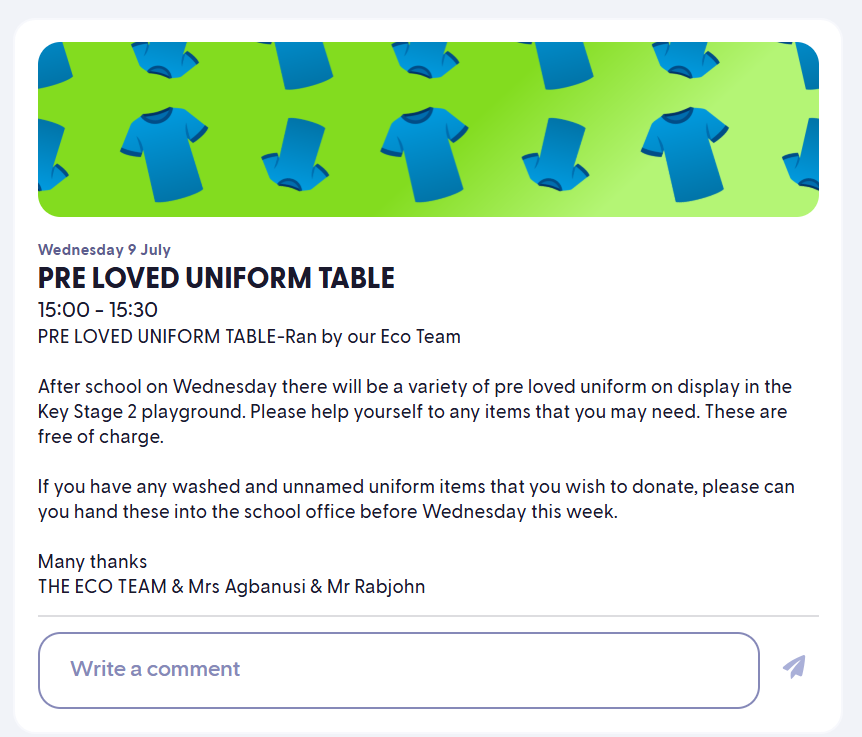 Wednesday 9 July
PRE LOVED UNIFORM TABLE
15:00 - 15:30
PRE LOVED UNIFORM TABLE-Ran by our Eco Team
After school on Wednesday there will be a variety of pre loved uniform on display in the
Key Stage 2 playground. Please help yourself to any items that you may need. These are
free of charge.
If you have any washed and unnamed uniform items that you wish to donate, please can
you hand these into the school office before Wednesday this week.
Many thanks
THE ECO TEAM & Mrs Agbanusi & Mr Rabjohn
Write a comment